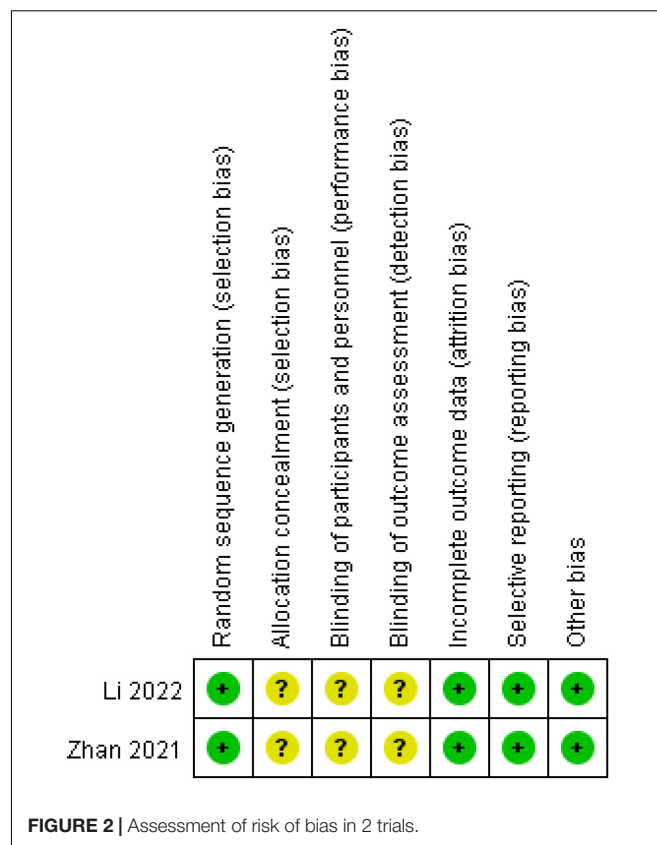 Random sequence generation (selection bias)
Allocation concealment (selection bias)
Blinding of participants and personnel (performance bias)
Blinding of outcome assessment (detection bias)
Incomplete outcome data (attrition bias)
Selective reporting (reporting bias)
Other bias
Li 2022 + ? ? ? + + +
Zhan 2021 + ? ? ? + + +
FIGURE 2 | Assessment of risk of bias in 2 trials.